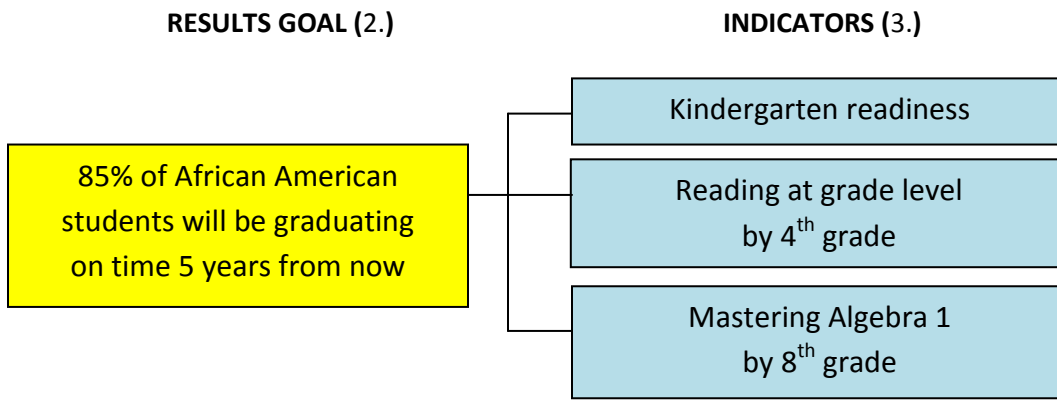 RESULTS GOAL (2.)
INDICATORS (3.)
85% of African American
students will be graduating
on time 5 years from now
Kindergarten readiness
Reading at grade level
by 4th grade
Mastering Algebra 1
by 8th grade